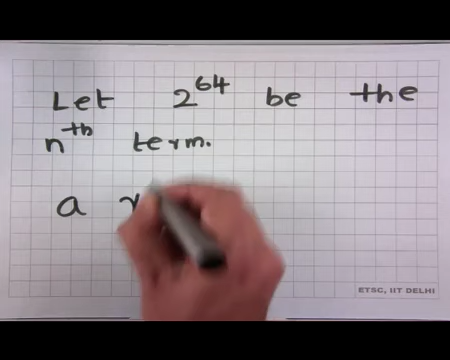 Let 2^64 be the
n^th term.
a r
ETSC, IIT DELHI